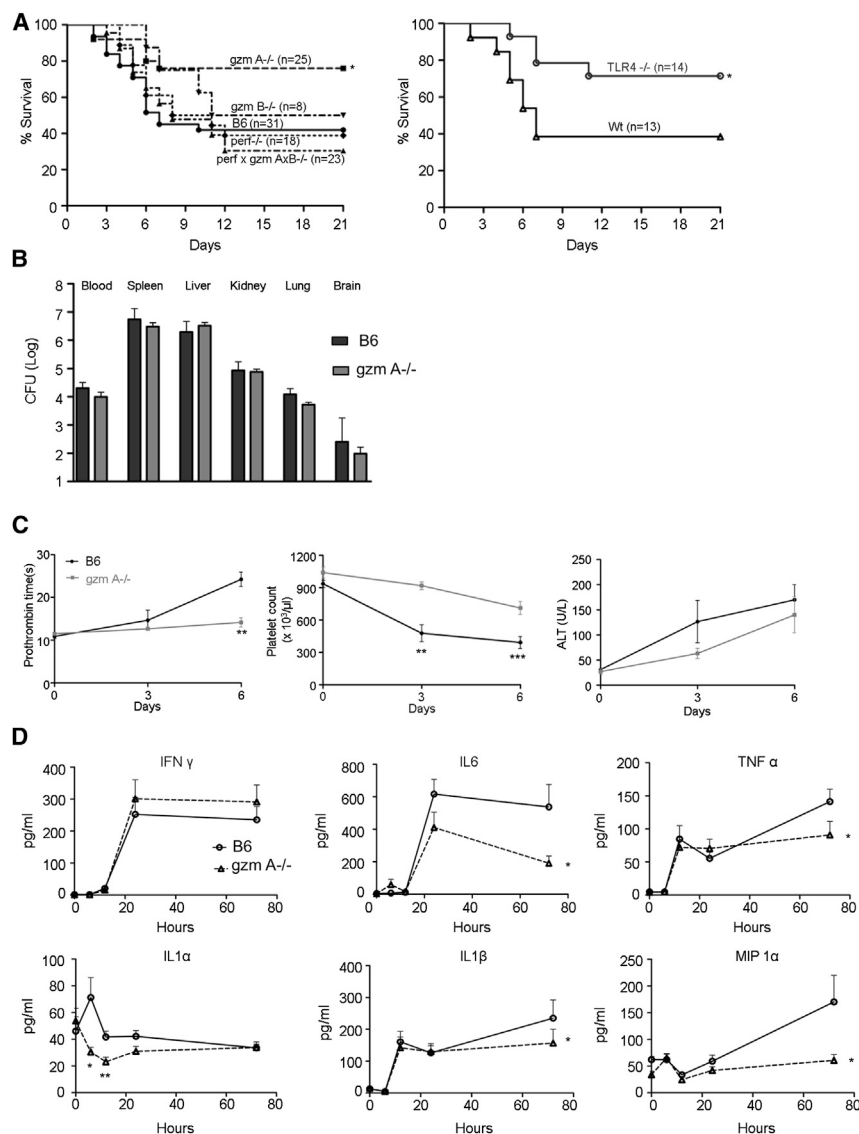 A
% Survival
100
80
60
40
20
0
gzm A-/- (n=25)
*
gzm B-/- (n=8)
B6 (n=31)
perf-/- (n=18)
perf x gzm AxB-/- (n=23)
0 3 6 9 12 15 18 21
Days
% Survival
100
80
60
40
20
0
TLR4 -/- (n=14)
*
Wt (n=13)
0 3 6 9 12 15 18 21
Days
B
Blood Spleen Liver Kidney Lung Brain
CFU (Log)
8
7
6
5
4
3
2
1
B6
gzm A-/-
C
Prothrombin time(s)
30
20
10
0
B6
gzm A-/-
**
0 3 6
Days
Platelet count
(x 10³/µl)
1200
900
600
300
0
** ***
0 3 6
Days
ALT (U/L)
250
200
150
100
50
0
0 3 6
Days
D
IFN γ
pg/ml
400
300
200
100
0
B6
gzm A-/-
0 20 40 60 80
Hours
IL6
pg/ml
800
600
400
200
0
*
0 20 40 60 80
Hours
TNF α
pg/ml
200
150
100
50
0
*
0 20 40 60 80
Hours
IL1α
pg/ml
100
80
60
40
20
0
* **
0 20 40 60 80
Hours
IL1β
pg/ml
400
300
200
100
0
*
0 20 40 60 80
Hours
MIP 1α
pg/ml
250
200
150
100
50
0
*
0 20 40 60 80
Hours